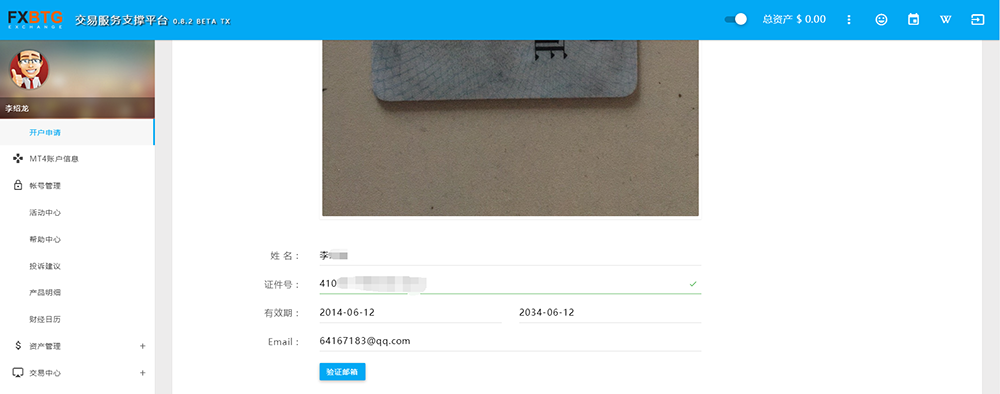 FXBTG
EXCHANGE
交易服务支撑平台 0.8.2 BETA TX
总资产 $ 0.00
W
李绍龙
开户申请
MT4账户信息
帐号管理
活动中心
帮助中心
投诉建议
产品明细
财经日历
$ 资产管理 +
交易中心 +
姓 名： 李
证件号： 410
有效期： 2014-06-12 2034-06-12
Email： 64167183@qq.com
验证邮箱